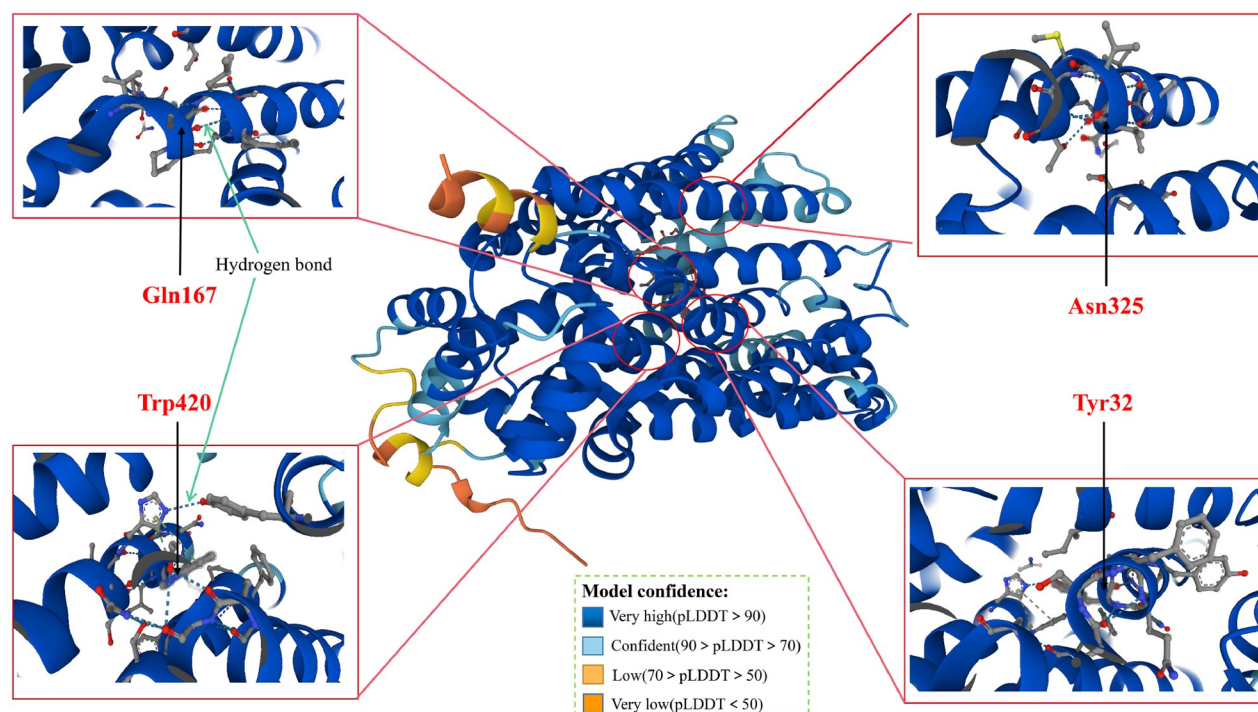 Hydrogen bond
Gln167
Asn325
Trp420
Tyr32
Model confidence:
Very high(pLDDT > 90)
Confident(90 > pLDDT > 70)
Low(70 > pLDDT > 50)
Very low(pLDDT < 50)